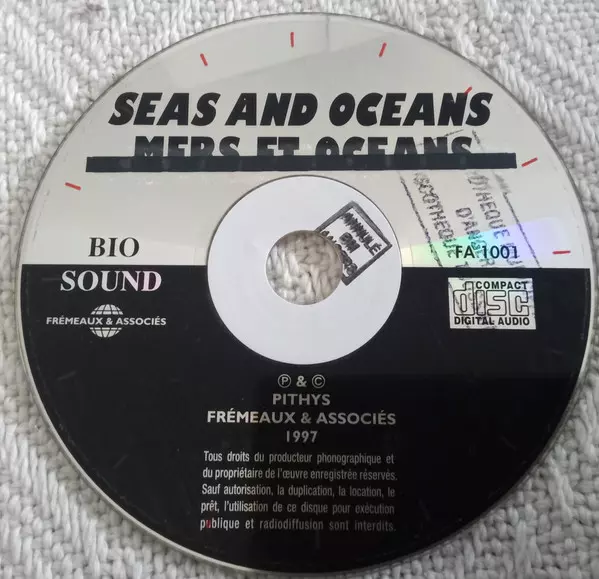 SEAS AND OCEANS
MERS ET OCEANS
BIO
SOUND
FRÉMEAUX & ASSOCIÉS
ANNULÉ
FA 1001
COMPACT
disc
DIGITAL AUDIO
℗ & ©
PITHYS
FRÉMEAUX & ASSOCIÉS
1997
Tous droits du producteur phonographique et
du propriétaire de l'œuvre enregistrée réservés.
Sauf autorisation, la duplication, la location, le
prêt, l'utilisation de ce disque pour exécution
publique et radiodiffusion sont interdits.